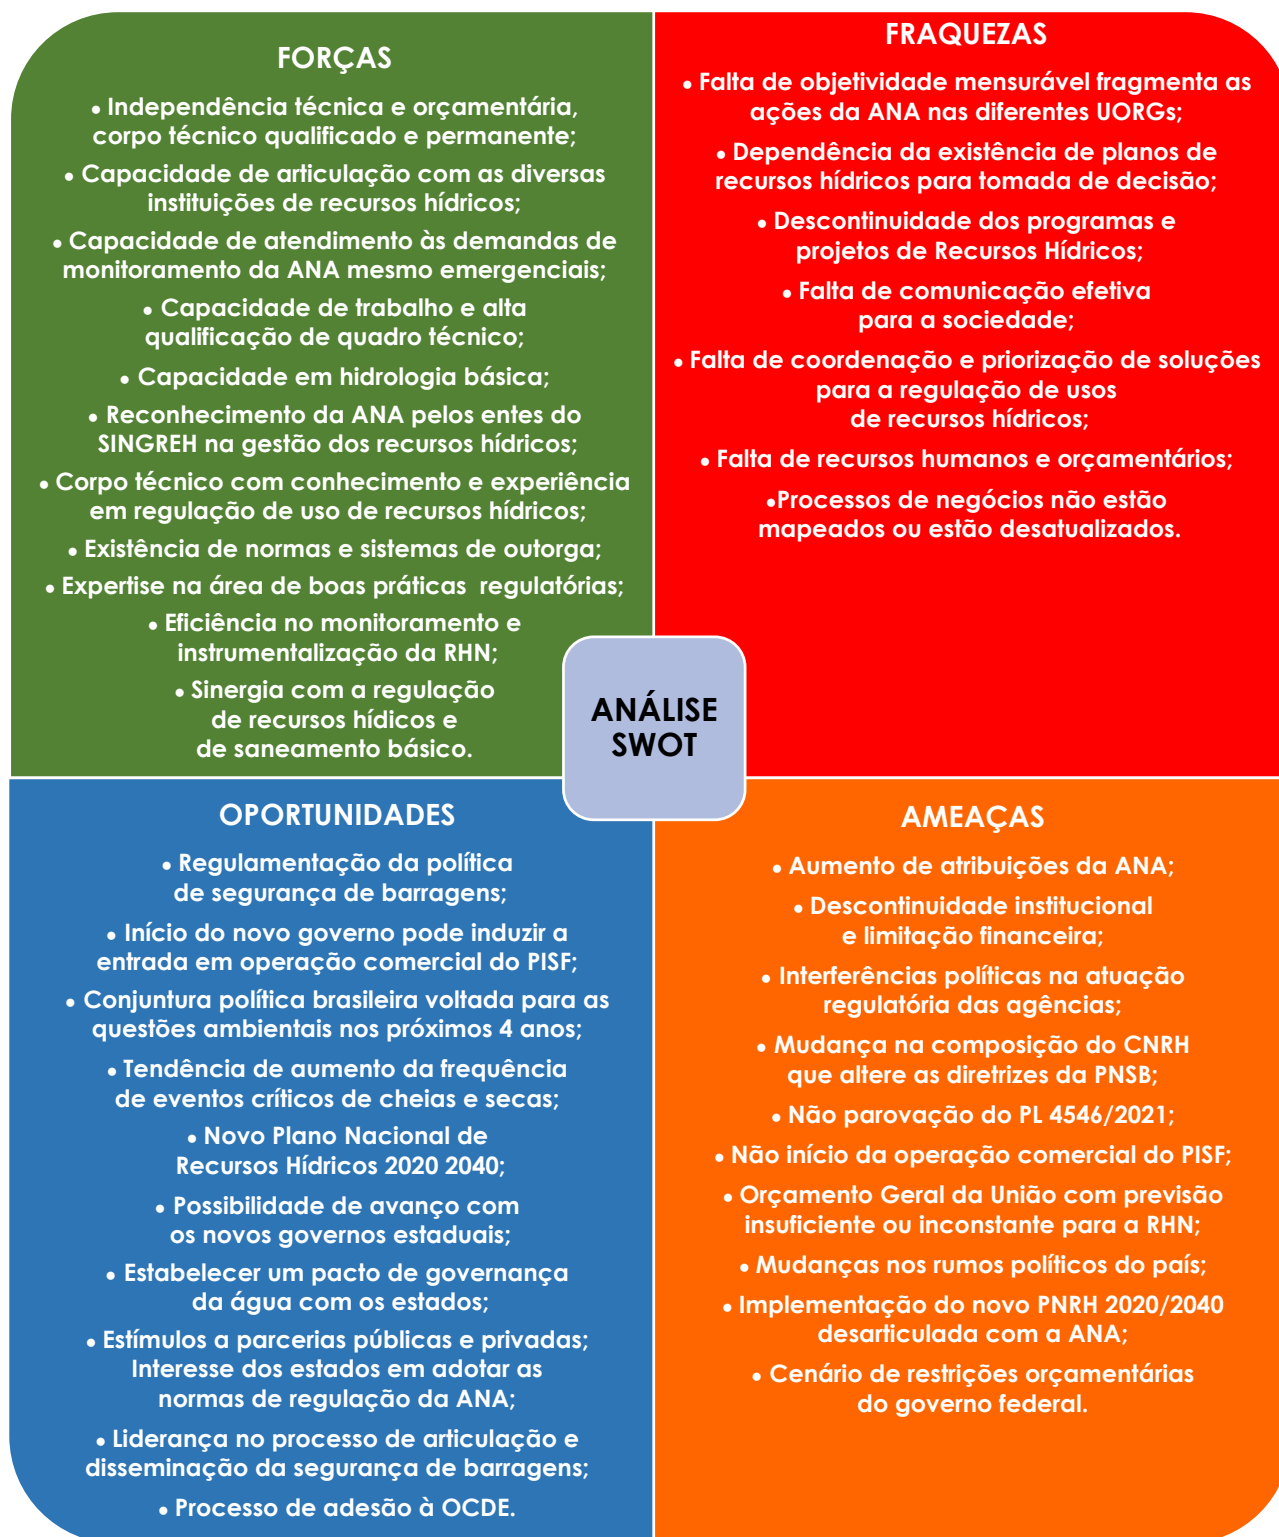 FORÇAS
• Independência técnica e orçamentária,
corpo técnico qualificado e permanente;
• Capacidade de articulação com as diversas
instituições de recursos hídricos;
• Capacidade de atendimento às demandas de
monitoramento da ANA mesmo emergenciais;
• Capacidade de trabalho e alta
qualificação de quadro técnico;
• Capacidade em hidrologia básica;
• Reconhecimento da ANA pelos entes do
SINGREH na gestão dos recursos hídricos;
• Corpo técnico com conhecimento e experiência
em regulação de uso de recursos hídricos;
• Existência de normas e sistemas de outorga;
• Expertise na área de boas práticas regulatórias;
• Eficiência no monitoramento e
instrumentalização da RHN;
• Sinergia com a regulação
de recursos hídicos e
de saneamento básico.
FRAQUEZAS
• Falta de objetividade mensurável fragmenta as
ações da ANA nas diferentes UORGs;
• Dependência da existência de planos de
recursos hídricos para tomada de decisão;
• Descontinuidade dos programas e
projetos de Recursos Hídricos;
• Falta de comunicação efetiva
para a sociedade;
• Falta de coordenação e priorização de soluções
para a regulação de usos
de recursos hídricos;
• Falta de recursos humanos e orçamentários;
•Processos de negócios não estão
mapeados ou estão desatualizados.
ANÁLISE
SWOT
OPORTUNIDADES
• Regulamentação da política
de segurança de barragens;
• Início do novo governo pode induzir a
entrada em operação comercial do PISF;
• Conjuntura política brasileira voltada para as
questões ambientais nos próximos 4 anos;
• Tendência de aumento da frequência
de eventos críticos de cheias e secas;
• Novo Plano Nacional de
Recursos Hídricos 2020 2040;
• Possibilidade de avanço com
os novos governos estaduais;
• Estabelecer um pacto de governança
da água com os estados;
• Estímulos a parcerias públicas e privadas;
Interesse dos estados em adotar as
normas de regulação da ANA;
• Liderança no processo de articulação e
disseminação da segurança de barragens;
• Processo de adesão à OCDE.
AMEAÇAS
• Aumento de atribuições da ANA;
• Descontinuidade institucional
e limitação financeira;
• Interferências políticas na atuação
regulatória das agências;
• Mudança na composição do CNRH
que altere as diretrizes da PNSB;
• Não parovação do PL 4546/2021;
• Não início da operação comercial do PISF;
• Orçamento Geral da União com previsão
insuficiente ou inconstante para a RHN;
• Mudanças nos rumos políticos do país;
• Implementação do novo PNRH 2020/2040
desarticulada com a ANA;
• Cenário de restrições orçamentárias
do governo federal.